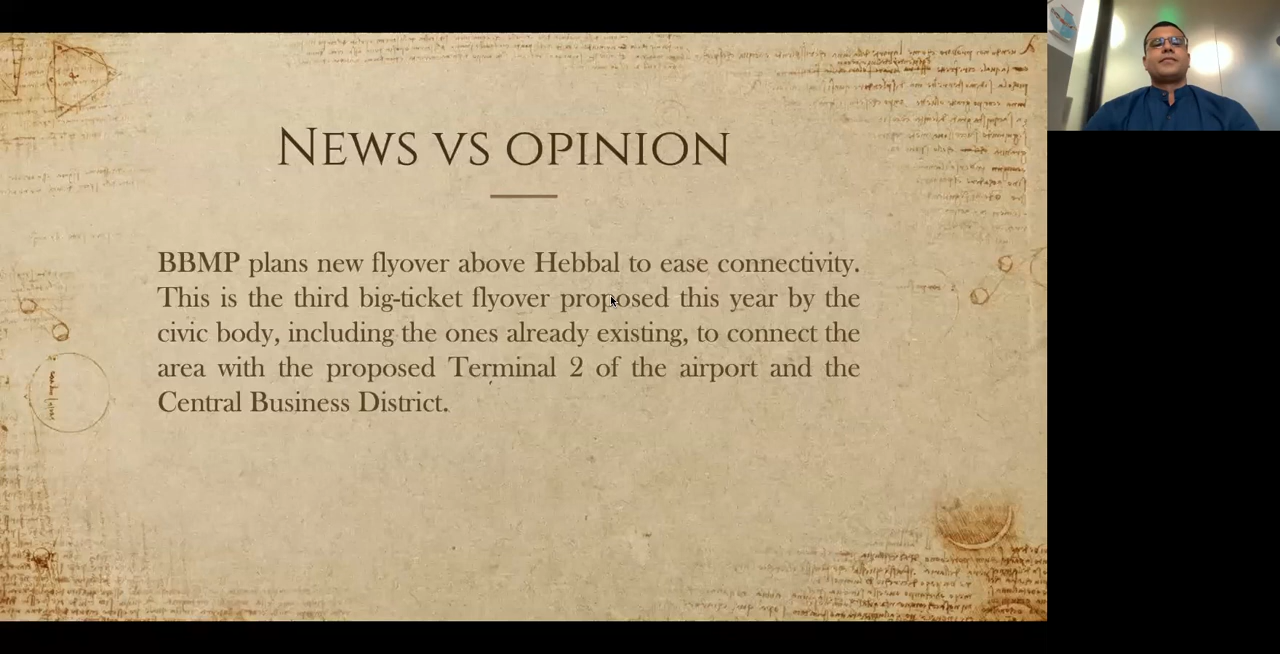 NEWS VS OPINION
BBMP plans new flyover above Hebbal to ease connectivity.
This is the third big-ticket flyover proposed this year by the
civic body, including the ones already existing, to connect the
area with the proposed Terminal 2 of the airport and the
Central Business District.